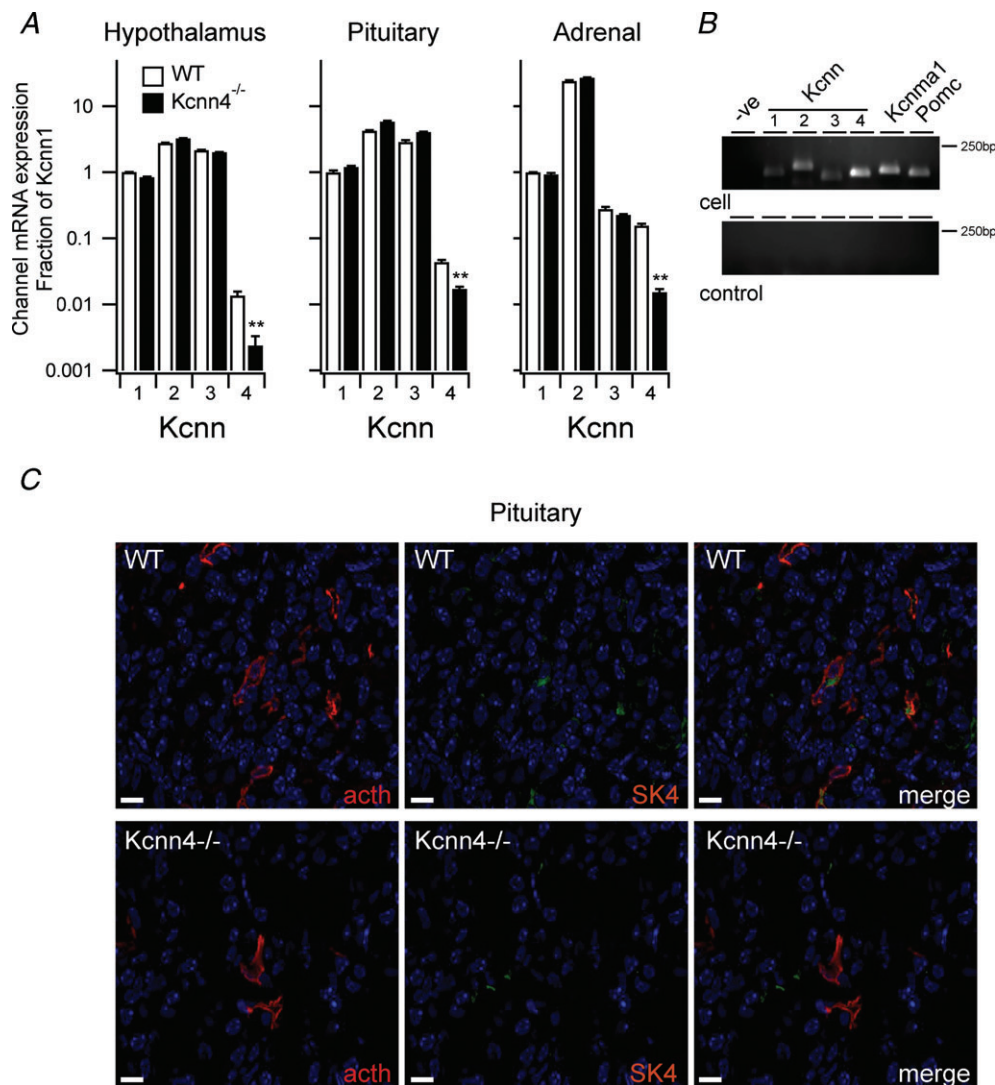 A
Hypothalamus
Pituitary
Adrenal
WT
Kcnn4-/-
Channel mRNA expression
Fraction of Kcnn1
10
1
0.1
0.01
0.001
**
**
**
1 2 3 4
1 2 3 4
1 2 3 4
Kcnn
Kcnn
Kcnn
B
-ve
Kcnn
1 2 3 4
Kcnma1
Pomc
250bp
cell
250bp
control
C
Pituitary
WT
acth
WT
SK4
WT
merge
Kcnn4-/-
acth
Kcnn4-/-
SK4
Kcnn4-/-
merge